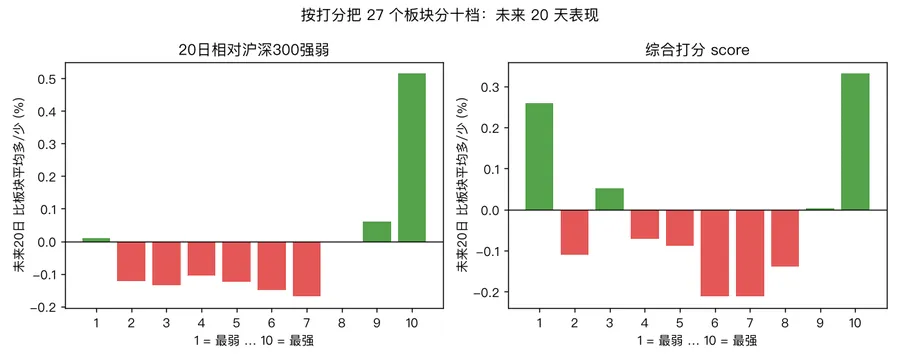 按打分把 27 个板块分十档：未来 20 天表现
20日相对沪深300强弱
未来20日 比板块平均多/少 (%)
0.5
0.4
0.3
0.2
0.1
0.0
−0.1
−0.2
1 2 3 4 5 6 7 8 9 10
1 = 最弱 … 10 = 最强
综合打分 score
未来20日 比板块平均多/少 (%)
0.3
0.2
0.1
0.0
−0.1
−0.2
1 2 3 4 5 6 7 8 9 10
1 = 最弱 … 10 = 最强